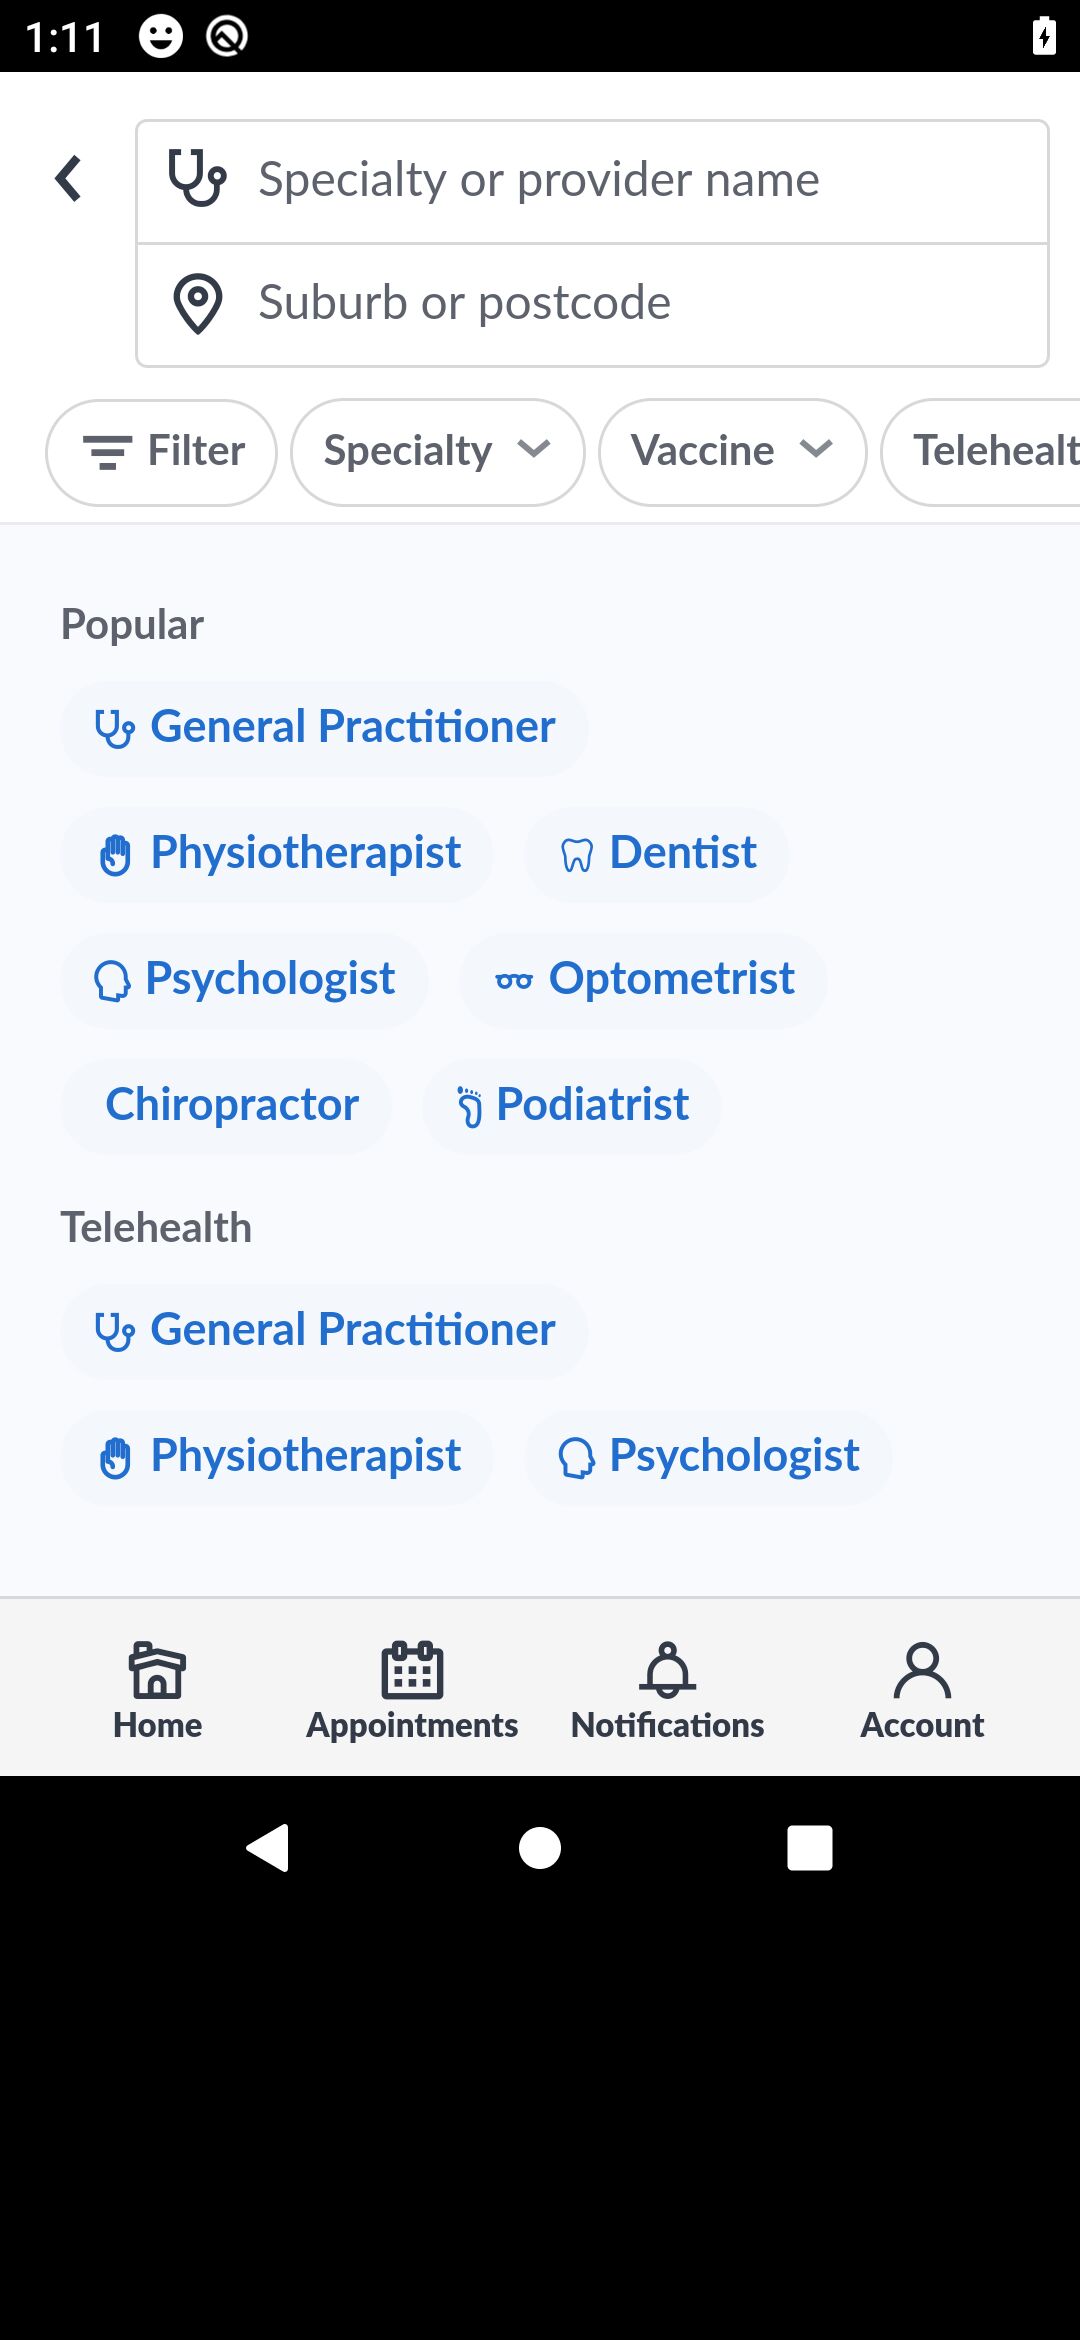 1:11
Specialty or provider name
Suburb or postcode
Filter
Specialty
Vaccine
Telehealt
Popular
General Practitioner
Physiotherapist
Dentist
Psychologist
Optometrist
Chiropractor
Podiatrist
Telehealth
General Practitioner
Physiotherapist
Psychologist
Home
Appointments
Notifications
Account